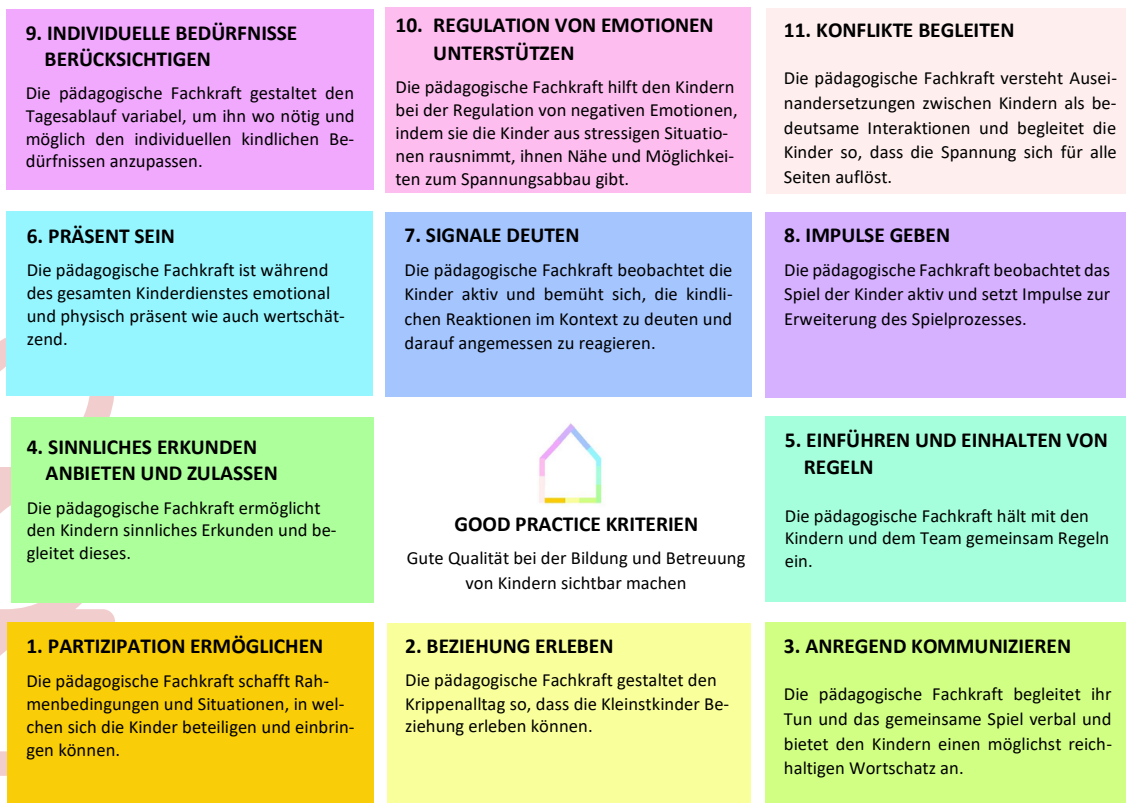 9. INDIVIDUELLE BEDÜRFNISSE
BERÜCKSICHTIGEN
Die pädagogische Fachkraft gestaltet den
Tagesablauf variabel, um ihn wo nötig und
möglich den individuellen kindlichen Be-
dürfnissen anzupassen.
10. REGULATION VON EMOTIONEN
UNTERSTÜTZEN
Die pädagogische Fachkraft hilft den Kindern
bei der Regulation von negativen Emotionen,
indem sie die Kinder aus stressigen Situatio-
nen rausnimmt, ihnen Nähe und Möglichkei-
ten zum Spannungsabbau gibt.
11. KONFLIKTE BEGLEITEN
Die pädagogische Fachkraft versteht Ausei-
nandersetzungen zwischen Kindern als be-
deutsame Interaktionen und begleitet die
Kinder so, dass die Spannung sich für alle
Seiten auflöst.
6. PRÄSENT SEIN
Die pädagogische Fachkraft ist während
des gesamten Kinderdienstes emotional
und physisch präsent wie auch wertschät-
zend.
7. SIGNALE DEUTEN
Die pädagogische Fachkraft beobachtet die
Kinder aktiv und bemüht sich, die kindli-
chen Reaktionen im Kontext zu deuten und
darauf angemessen zu reagieren.
8. IMPULSE GEBEN
Die pädagogische Fachkraft beobachtet das
Spiel der Kinder aktiv und setzt Impulse zur
Erweiterung des Spielprozesses.
4. SINNLICHES ERKUNDEN
ANBIETEN UND ZULASSEN
Die pädagogische Fachkraft ermöglicht
den Kindern sinnliches Erkunden und be-
gleitet dieses.
GOOD PRACTICE KRITERIEN
Gute Qualität bei der Bildung und Betreuung
von Kindern sichtbar machen
5. EINFÜHREN UND EINHALTEN VON
REGELN
Die pädagogische Fachkraft hält mit den
Kindern und dem Team gemeinsam Regeln
ein.
1. PARTIZIPATION ERMÖGLICHEN
Die pädagogische Fachkraft schafft Rah-
menbedingungen und Situationen, in wel-
chen sich die Kinder beteiligen und einbrin-
gen können.
2. BEZIEHUNG ERLEBEN
Die pädagogische Fachkraft gestaltet den
Krippenalltag so, dass die Kleinstkinder Be-
ziehung erleben können.
3. ANREGEND KOMMUNIZIEREN
Die pädagogische Fachkraft begleitet ihr
Tun und das gemeinsame Spiel verbal und
bietet den Kindern einen möglichst reich-
haltigen Wortschatz an.